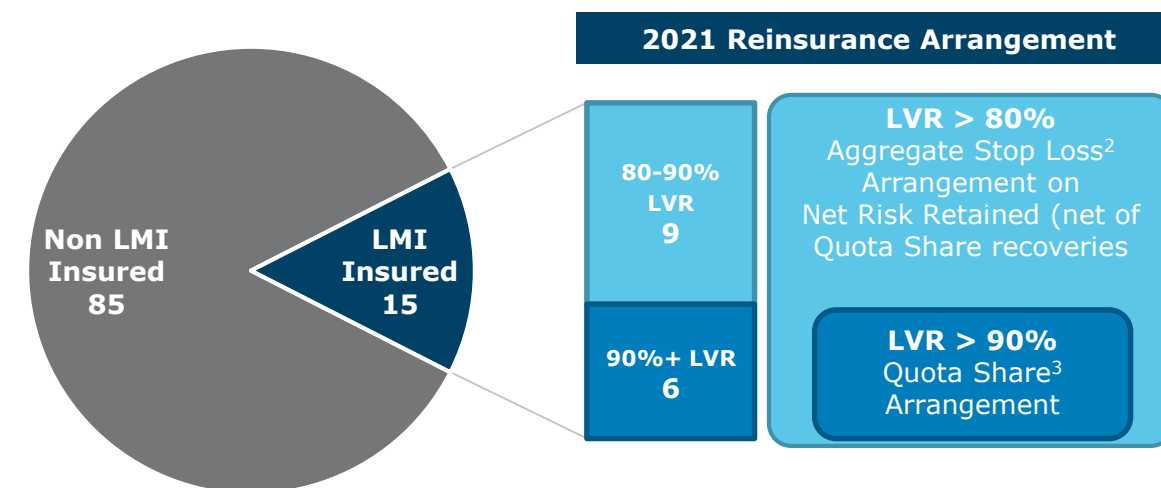 2021 Reinsurance Arrangement
Non LMI
Insured
85
LMI
Insured
15
80-90%
LVR
9
90%+ LVR
6
LVR > 80%
Aggregate Stop Loss²
Arrangement on
Net Risk Retained (net of
Quota Share recoveries
LVR > 90%
Quota Share³
Arrangement